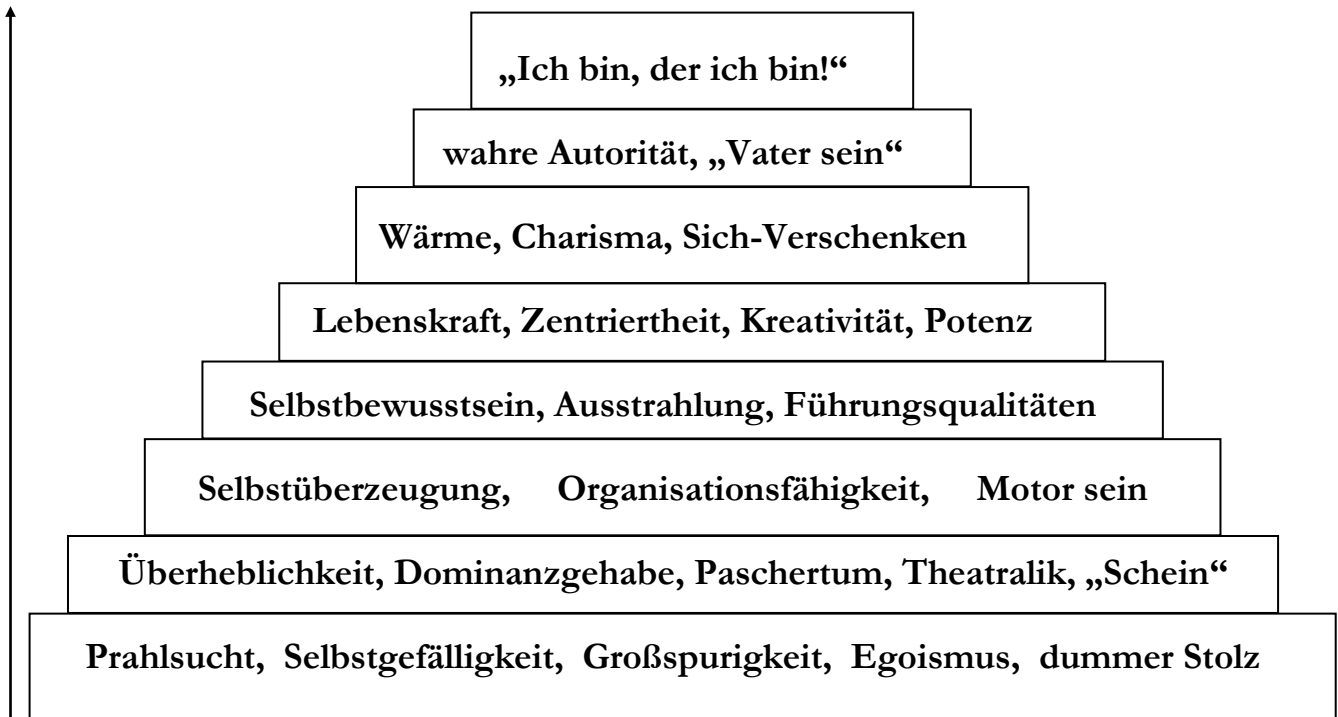 „Ich bin, der ich bin!“
wahre Autorität, „Vater sein“
Wärme, Charisma, Sich-Verschenken
Lebenskraft, Zentriertheit, Kreativität, Potenz
Selbstbewusstsein, Ausstrahlung, Führungsqualitäten
Selbstüberzeugung, Organisationsfähigkeit, Motor sein
Überheblichkeit, Dominanzgehabe, Paschertum, Theatralik, „Schein“
Prahlsucht, Selbstgefälligkeit, Großspurigkeit, Egoismus, dummer Stolz